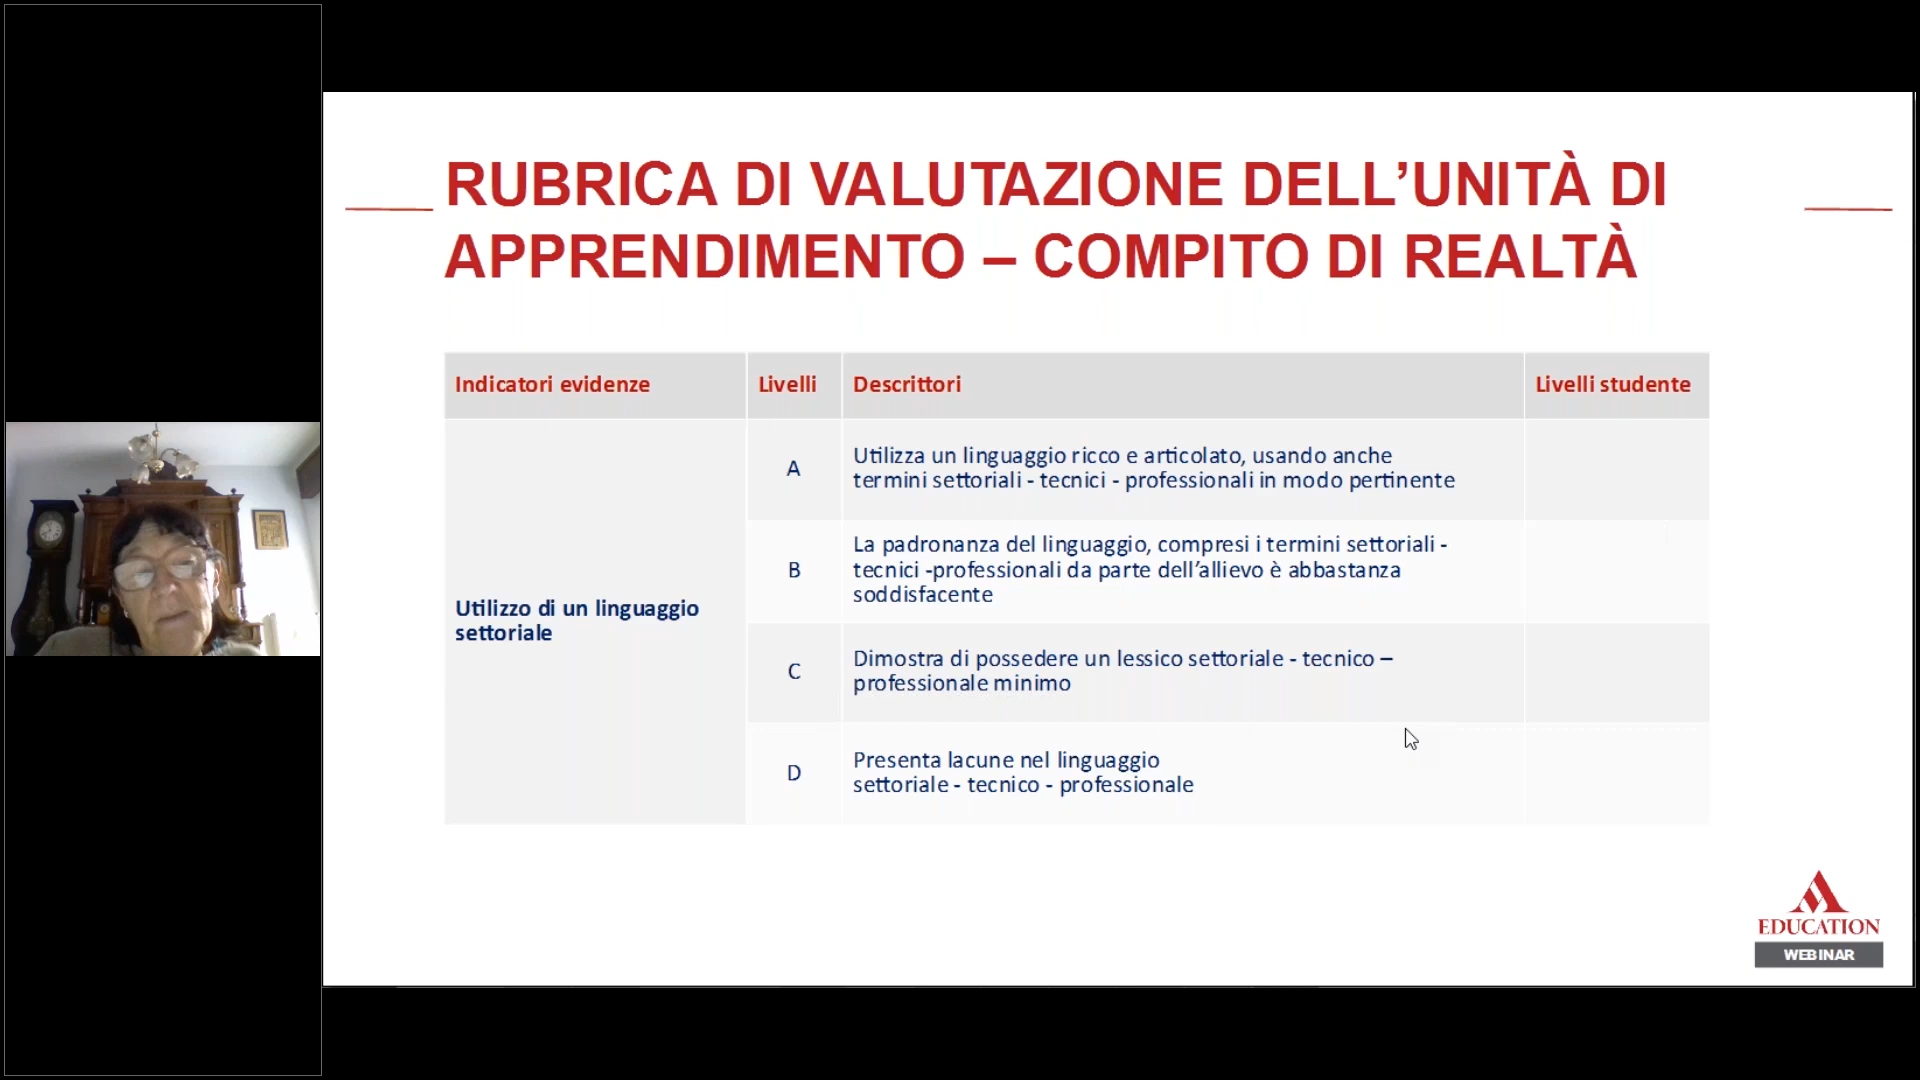 RUBRICA DI VALUTAZIONE DELL’UNITÀ DI
APPRENDIMENTO – COMPITO DI REALTÀ
Indicatori evidenze
Livelli
Descrittori
Livelli studente
Utilizzo di un linguaggio
settoriale
A
Utilizza un linguaggio ricco e articolato, usando anche
termini settoriali - tecnici - professionali in modo pertinente
B
La padronanza del linguaggio, compresi i termini settoriali -
tecnici -professionali da parte dell’allievo è abbastanza
soddisfacente
C
Dimostra di possedere un lessico settoriale - tecnico –
professionale minimo
D
Presenta lacune nel linguaggio
settoriale - tecnico - professionale
EDUCATION
WEBINAR